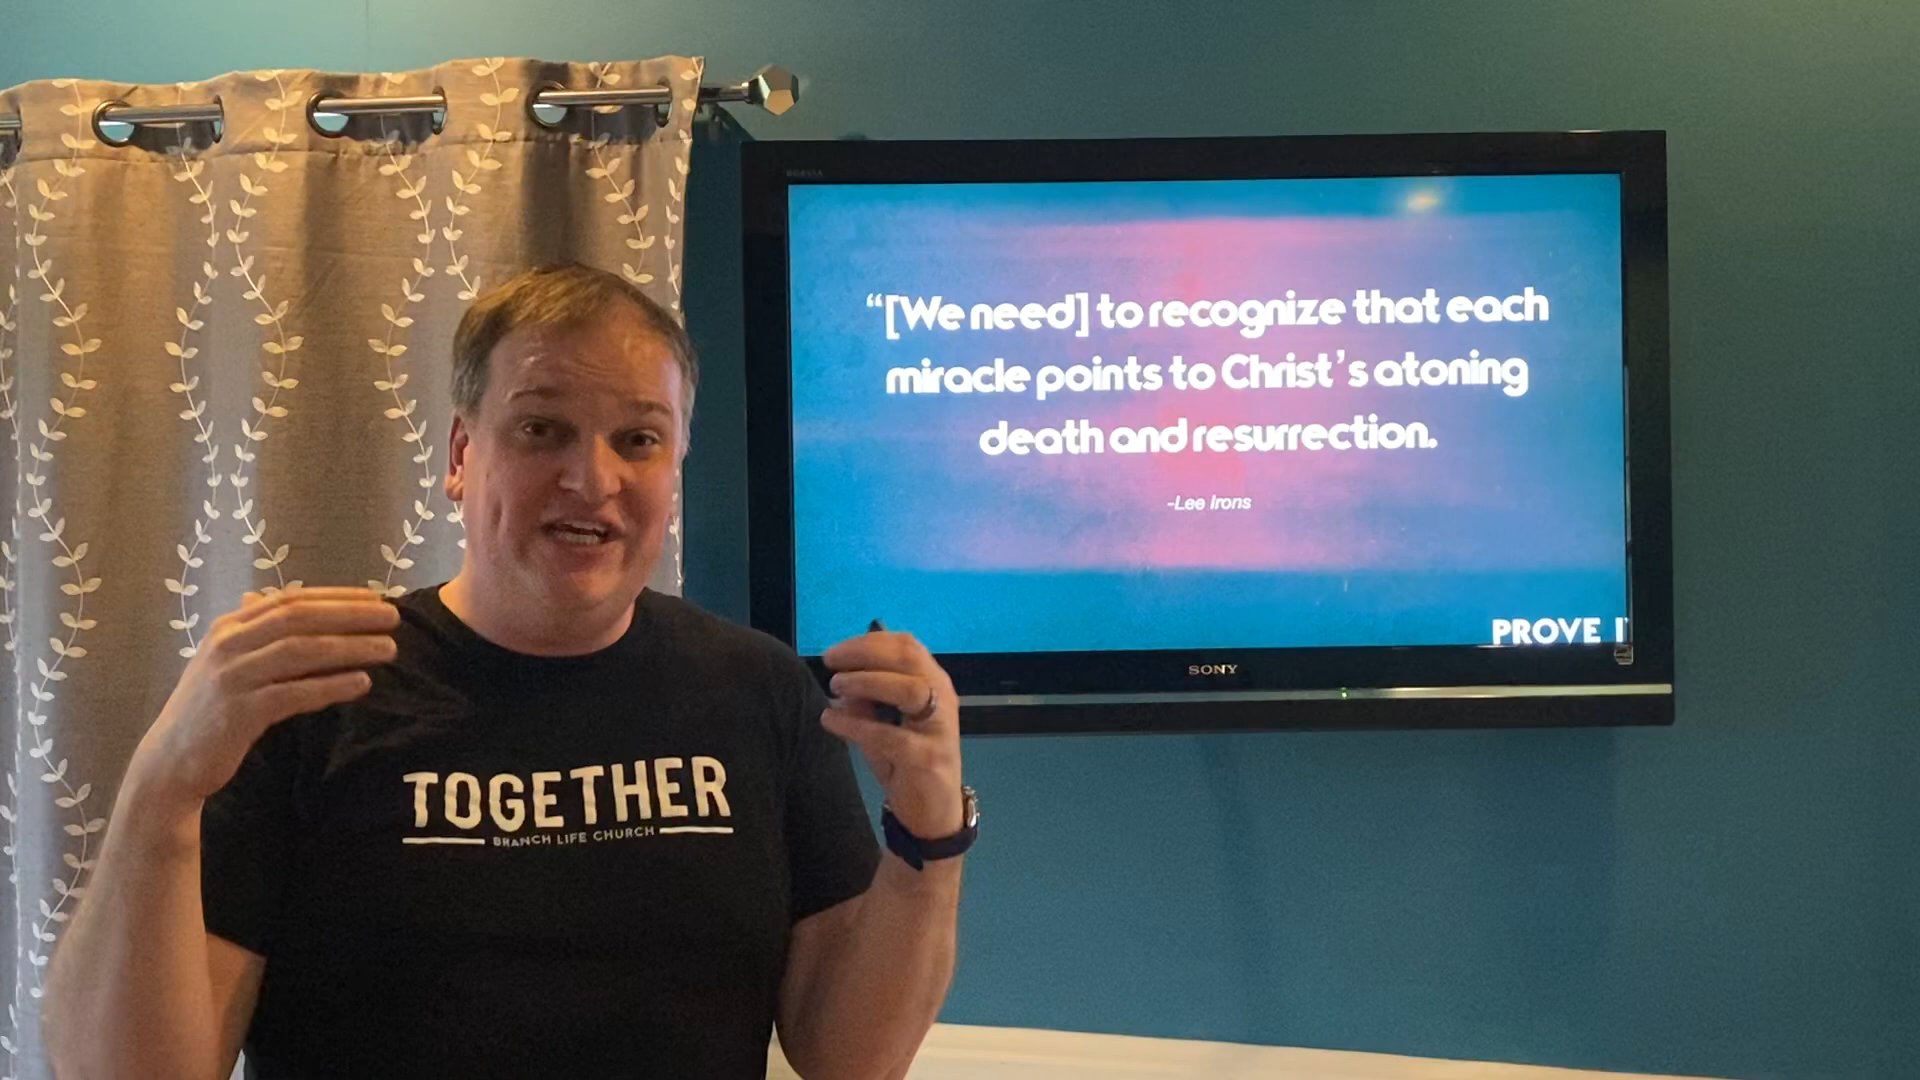 BRAVIA
“[We need] to recognize that each
miracle points to Christ’s atoning
death and resurrection.
-Lee Irons
PROVE I
SONY
TOGETHER
BRANCH LIFE CHURCH